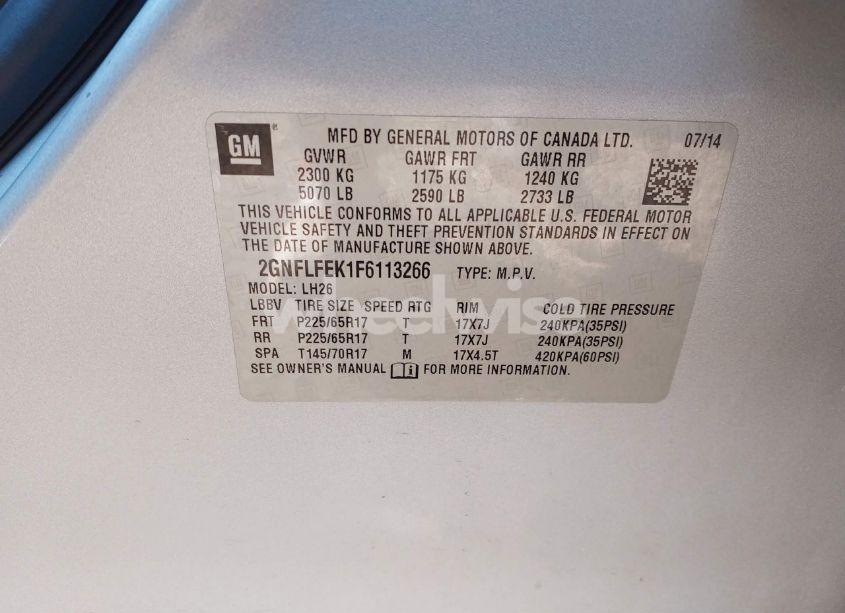 GM ® MFD BY GENERAL MOTORS OF CANADA LTD. 07/14
GVWR GAWR FRT GAWR RR
2300 KG 1175 KG 1240 KG
5070 LB 2590 LB 2733 LB
THIS VEHICLE CONFORMS TO ALL APPLICABLE U.S. FEDERAL MOTOR
VEHICLE SAFETY AND THEFT PREVENTION STANDARDS IN EFFECT ON
THE DATE OF MANUFACTURE SHOWN ABOVE.
2GNFLFEK1F6113266 TYPE: M.P.V.
MODEL: LH26
LBBV TIRE SIZE SPEED RTG RIM COLD TIRE PRESSURE
wheelwise
FRT P225/65R17 T 17X7J 240KPA(35PSI)
RR P225/65R17 T 17X7J 240KPA(35PSI)
SPA T145/70R17 M 17X4.5T 420KPA(60PSI)
SEE OWNER'S MANUAL i FOR MORE INFORMATION.